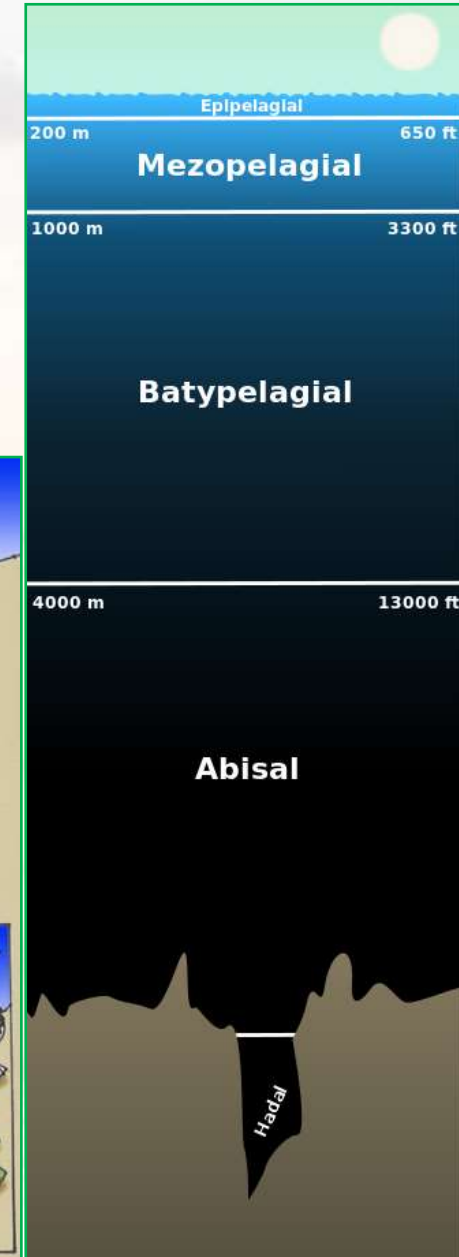 Epipelagial
200 m 650 ft
Mezopelagial
1000 m 3300 ft
Batypelagial
4000 m 13000 ft
Abisal
Hadal